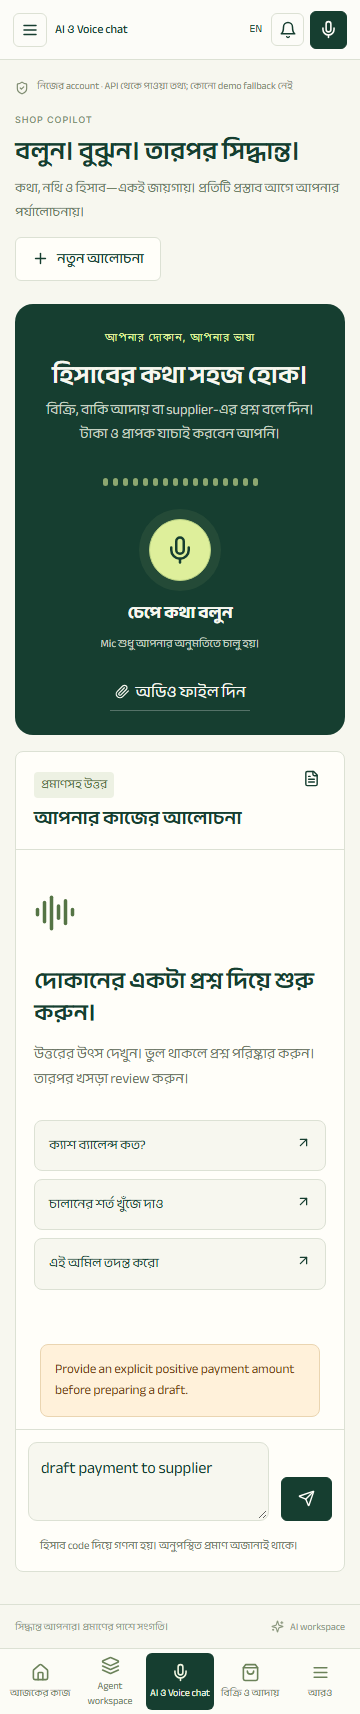 AI ও Voice chat
EN
নিজের account · API থেকে পাওয়া তথ্য; কোনো demo fallback নেই
SHOP COPILOT
বলুন। বুঝুন। তারপর সিদ্ধান্ত।
কথা, নথি ও হিসাব—একই জায়গায়। প্রতিটি প্রস্তাব আগে আপনার
পর্যালোচনায়।
নতুন আলোচনা
আপনার দোকান, আপনার ভাষা
হিসাবের কথা সহজ হোক।
বিক্রি, বাকি আদায় বা supplier-এর প্রশ্ন বলে দিন।
টাকা ও প্রাপক যাচাই করবেন আপনি।
চেপে কথা বলুন
Mic শুধু আপনার অনুমতিতে চালু হয়।
অডিও ফাইল দিন
প্রমাণসহ উত্তর
আপনার কাজের আলোচনা
দোকানের একটা প্রশ্ন দিয়ে শুরু
করুন।
উত্তরের উৎস দেখুন। ভুল থাকলে প্রশ্ন পরিষ্কার করুন।
তারপর খসড়া review করুন।
ক্যাশ ব্যালেন্স কত?
চালানের শর্ত খুঁজে দাও
এই অমিল তদন্ত করো
Provide an explicit positive payment amount
before preparing a draft.
draft payment to supplier
হিসাব code দিয়ে গণনা হয়। অনুপস্থিত প্রমাণ অজানাই থাকে।
সিদ্ধান্ত আপনার। প্রমাণের পাশে সংগতি।
AI workspace
আজকের কাজ
Agent
workspace
AI ও Voice chat
বিক্রি ও আদায়
আরও